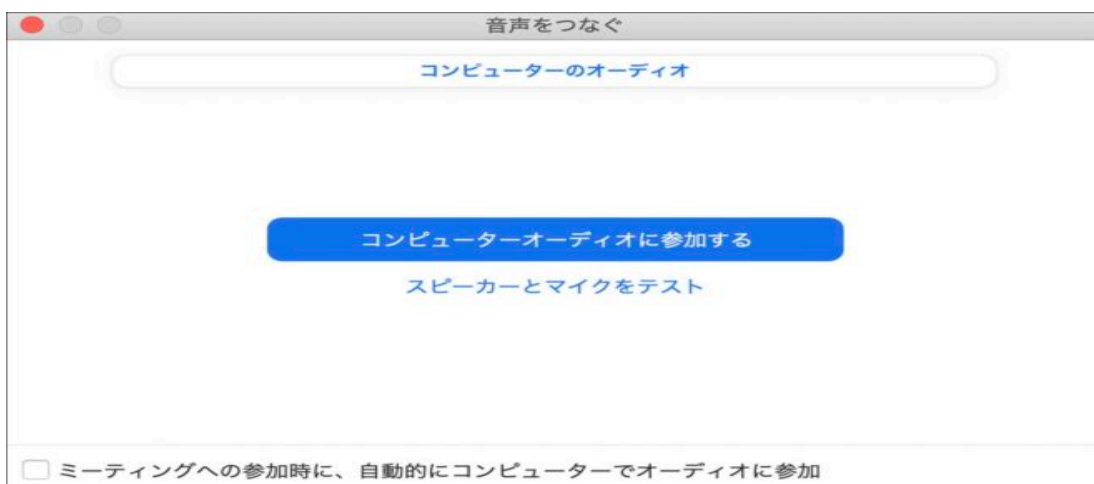 音声をつなぐ
コンピューターのオーディオ
コンピューターオーディオに参加する
スピーカーとマイクをテスト
ミーティングへの参加時に、自動的にコンピューターでオーディオに参加